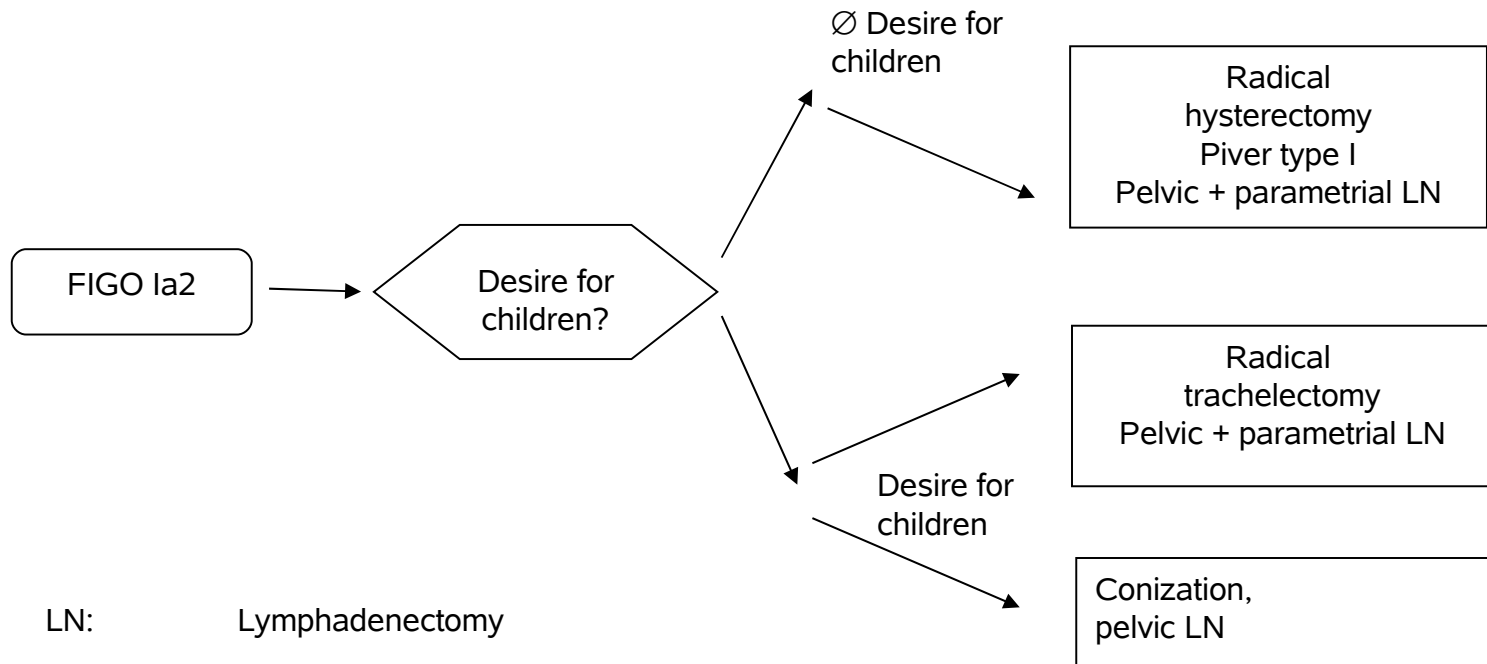 ∅ Desire for
children
Radical
hysterectomy
Piver type I
Pelvic + parametrial LN
FIGO Ia2
Desire for
children?
Radical
trachelectomy
Pelvic + parametrial LN
Desire for
children
Conization,
pelvic LN
LN: Lymphadenectomy